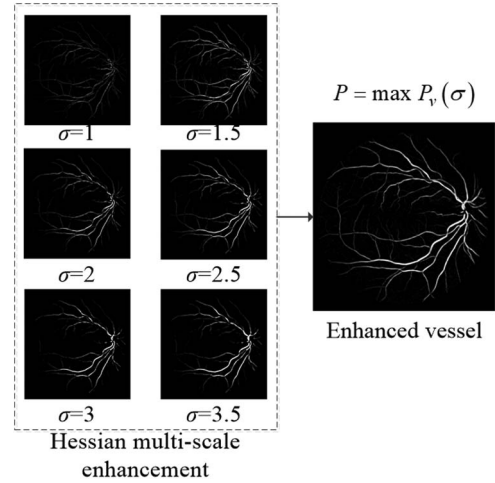 σ=1 σ=1.5
σ=2 σ=2.5
σ=3 σ=3.5
Hessian multi-scale
enhancement
P = max P_v(σ)
Enhanced vessel